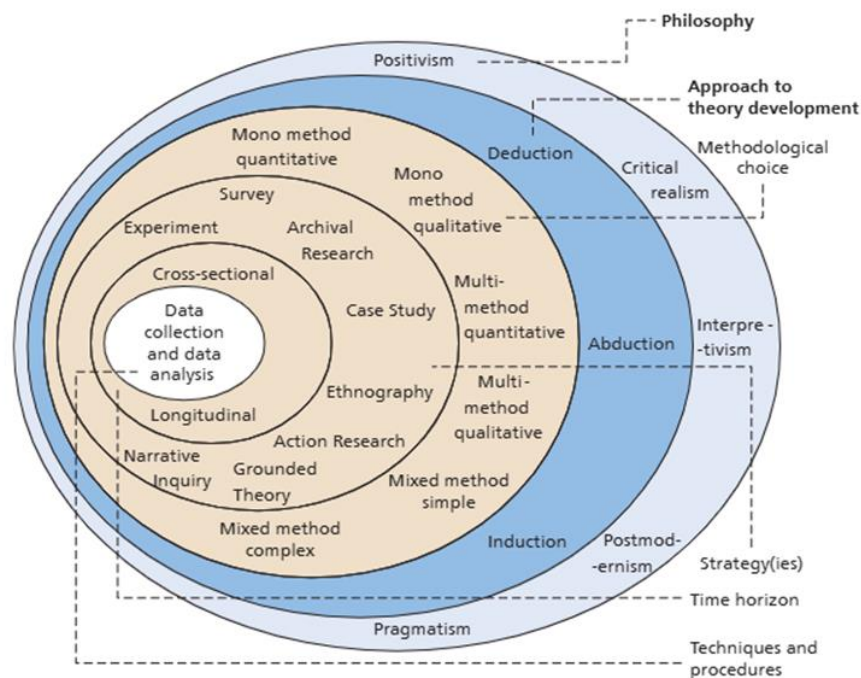 Philosophy
Positivism
Approach to
theory development
Mono method
quantitative
Deduction
Methodological
choice
Critical
realism
Mono
method
qualitative
Survey
Experiment
Archival
Research
Cross-sectional
Multi-
method
quantitative
Data
collection
and data
analysis
Case Study
Abduction
Interpre -
-tivism
Ethnography
Multi-
method
qualitative
Longitudinal
Action Research
Narrative
Inquiry
Grounded
Theory
Mixed method
simple
Mixed method
complex
Induction
Postmod-
-ernism
Strategy(ies)
Time horizon
Pragmatism
Techniques and
procedures